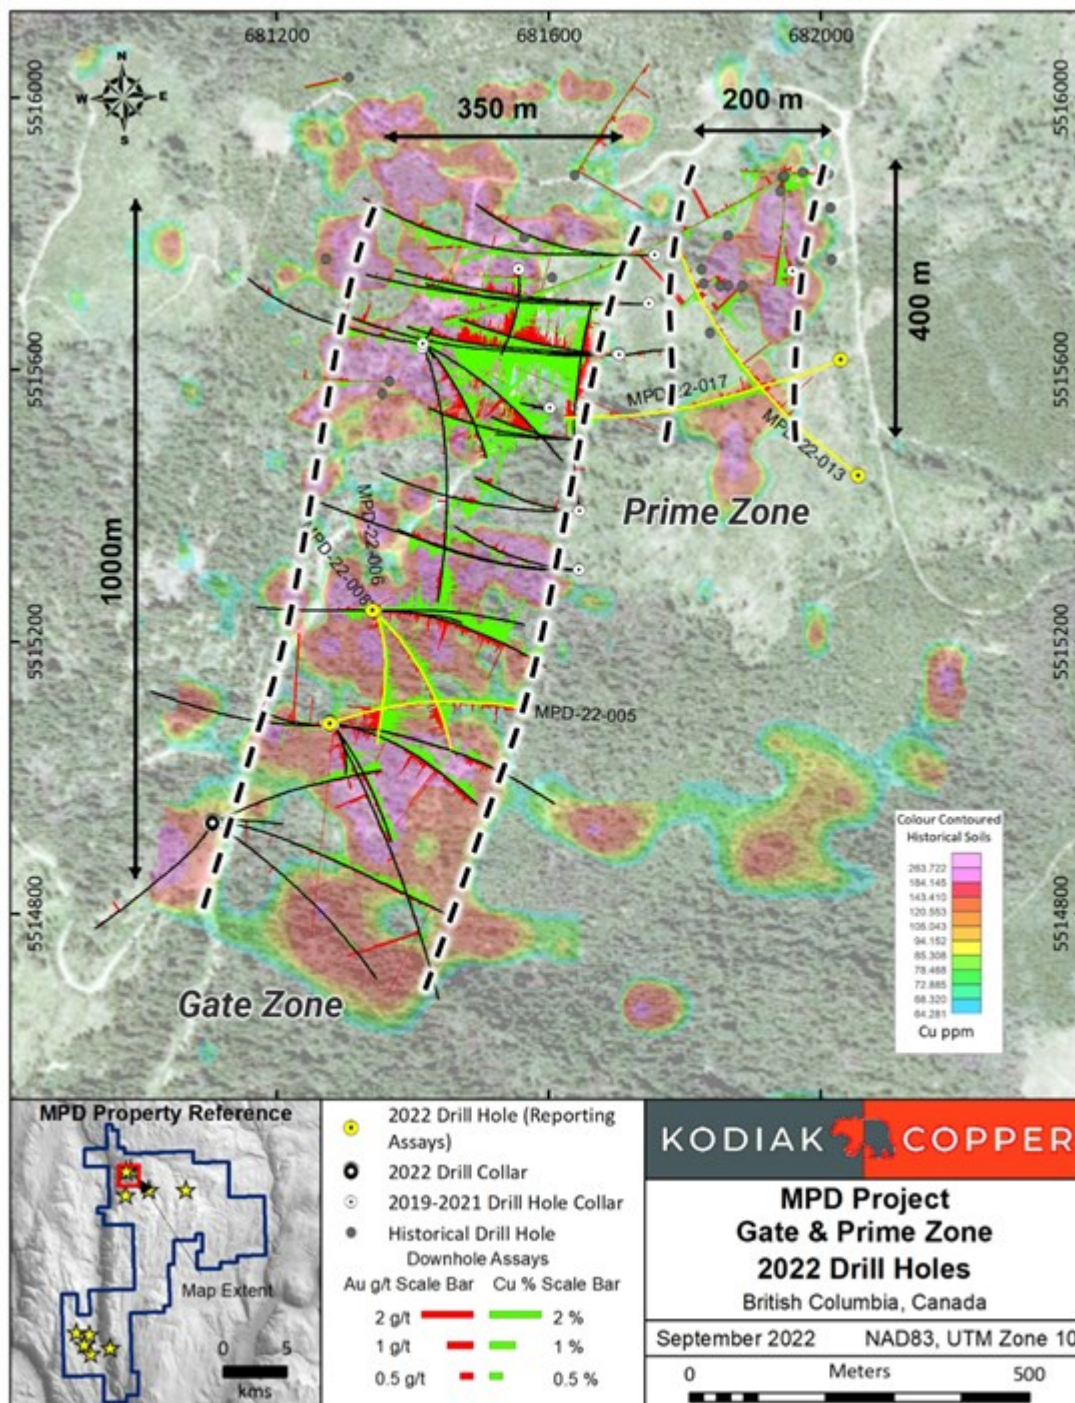 681200
681600
682000
N
W
E
S
5516000
5516000
350 m
200 m
400 m
1000m
5515600
5515600
MPD-22-017
MPD-22-013
Prime Zone
MPD-22-006
MPD-22-008
5515200
5515200
MPD-22-005
Colour Contoured
Historical Soils
263.722
184.145
143.410
120.553
105.043
94.152
85.308
78.488
72.885
68.320
64.281
Cu ppm
5514800
5514800
Gate Zone
MPD Property Reference
Map Extent
0 5
kms
2022 Drill Hole (Reporting
Assays)
2022 Drill Collar
2019-2021 Drill Hole Collar
Historical Drill Hole
Downhole Assays
Au g/t Scale Bar Cu % Scale Bar
2 g/t 2 %
1 g/t 1 %
0.5 g/t 0.5 %
KODIAK COPPER
MPD Project
Gate & Prime Zone
2022 Drill Holes
British Columbia, Canada
September 2022 NAD83, UTM Zone 10
0 Meters 500